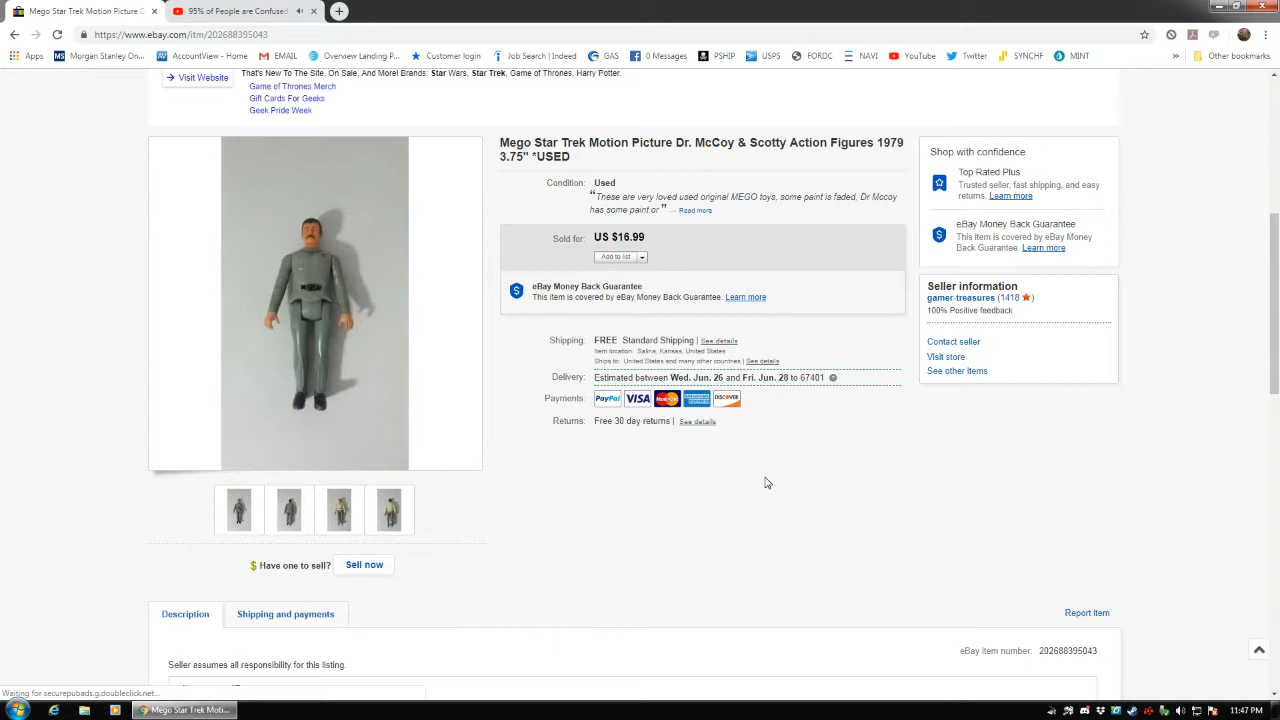 Mego Star Trek Motion Picture D
95% of People are Confused
https://www.ebay.com/itm/202688395043
Apps
Morgan Stanley On...
AccountView - Home
EMAIL
Overview Landing P...
Customer login
Job Search | Indeed
GAS
0 Messages
PSHIP
USPS
FORDC
NAVI
YouTube
Twitter
SYNCHF
MINT
»
Other bookmarks
→ Visit Website
That's New To The Site, On Sale, And More! Brands: Star Wars, Star Trek, Game of Thrones, Harry Potter.
Game of Thrones Merch
Gift Cards For Geeks
Geek Pride Week
Mego Star Trek Motion Picture Dr. McCoy & Scotty Action Figures 1979
3.75" *USED
Condition: Used
“These are very loved used original MEGO toys, some paint is faded, Dr Mccoy
has some paint or ” ... Read more
Sold for: US $16.99
Add to list
eBay Money Back Guarantee
This item is covered by eBay Money Back Guarantee. Learn more
Shipping: FREE Standard Shipping | See details
Item location: Salina, Kansas, United States
Ships to: United States and many other countries | See details
Delivery: Estimated between Wed. Jun. 26 and Fri. Jun. 28 to 67401
Payments: PayPal VISA MasterCard AMERICAN EXPRESS DISCOVER
Returns: Free 30 day returns | See details
Shop with confidence
Top Rated Plus
Trusted seller, fast shipping, and easy
returns. Learn more
eBay Money Back Guarantee
This item is covered by eBay Money
Back Guarantee. Learn more
Seller information
gamer-treasures (1418 )
100% Positive feedback
Contact seller
Visit store
See other items
$ Have one to sell? Sell now
Description
Shipping and payments
Report item
eBay item number: 202688395043
Seller assumes all responsibility for this listing.
Waiting for securepubads.g.doubleclick.net...
Mego Star Trek Moti...
11:47 PM